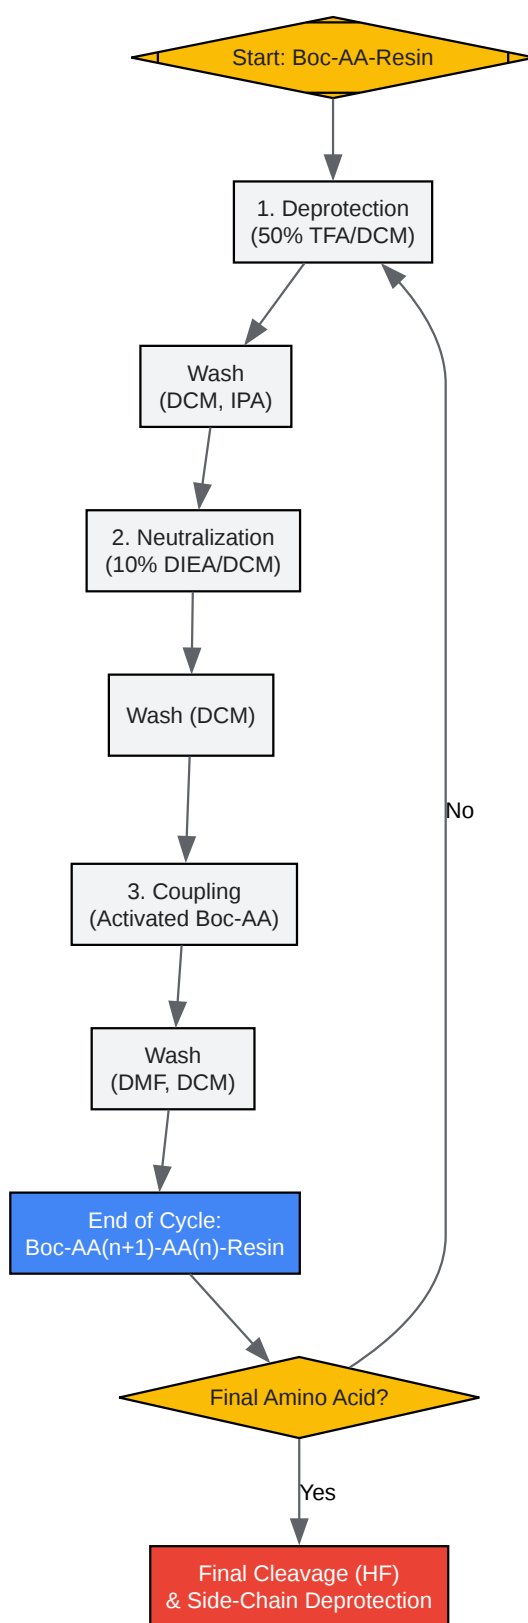 Start: Boc-AA-Resin
1. Deprotection
(50% TFA/DCM)
Wash
(DCM, IPA)
2. Neutralization
(10% DIEA/DCM)
Wash (DCM)
No
3. Coupling
(Activated Boc-AA)
Wash
(DMF, DCM)
End of Cycle:
Boc-AA(n+1)-AA(n)-Resin
Final Amino Acid?
Yes
Final Cleavage (HF)
& Side-Chain Deprotection